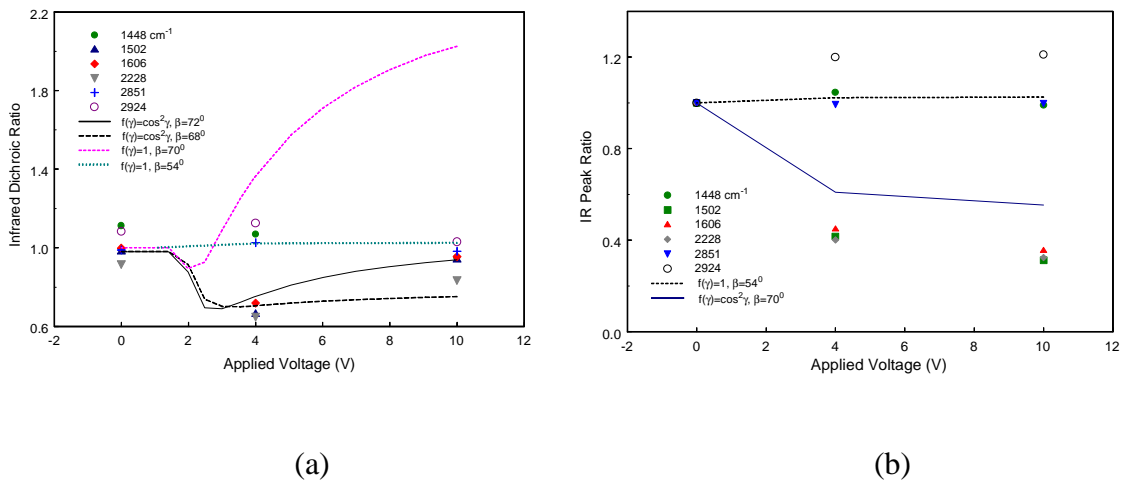 2.2
1.8
1.4
1.0
0.6
Infrared Dichroic Ratio
1448 cm⁻¹
1502
1606
2228
2851
2924
f(γ)=cos²γ, β=72⁰
f(γ)=cos²γ, β=68⁰
f(γ)=1, β=70⁰
f(γ)=1, β=54⁰
-2 0 2 4 6 8 10 12
Applied Voltage (V)
(a)
1.2
0.8
0.4
0.0
IR Peak Ratio
1448 cm⁻¹
1502
1606
2228
2851
2924
f(γ)=1, β=54⁰
f(γ)=cos²γ, β=70⁰
-2 0 2 4 6 8 10 12
Applied Voltage (V)
(b)